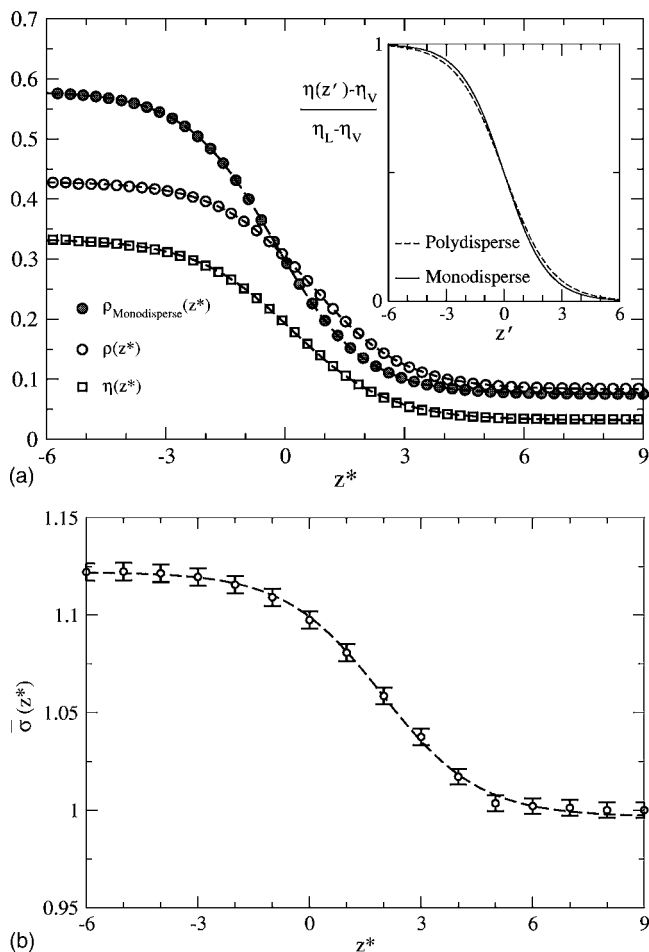 0.7
0.6
0.5
0.4
0.3
0.2
0.1
0
-6 -3 0 3 6 9
z*
ρMonodisperse(z*)
ρ(z*)
η(z*)
1
η(z′)-ηV
ηL-ηV
Polydisperse
Monodisperse
1
-6 -3 0 3 6
z′
(a)
1.15
1.1
1.05
1
0.95
σ̄(z*)
-6 -3 0 3 6 9
z*
(b)